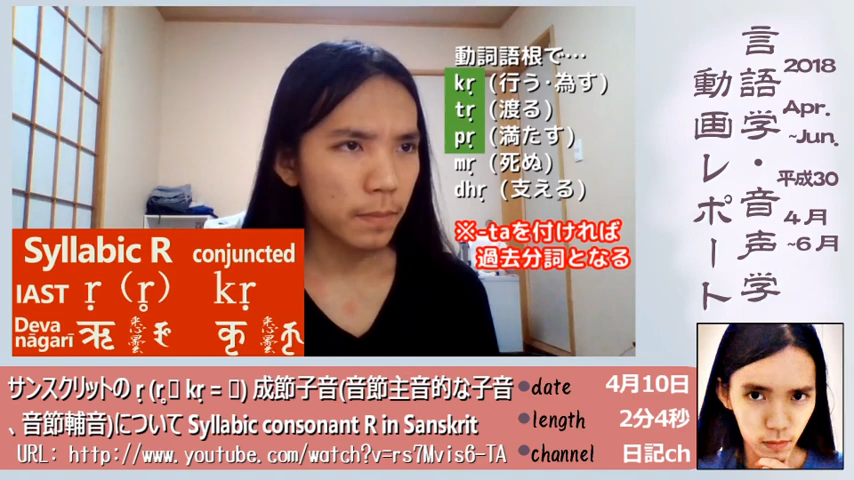 動詞語根で…
kṛ (行う･為す)
tṛ (渡る)
pṛ (満たす)
mṛ (死ぬ)
dhṛ (支える)
※-taを付ければ
過去分詞となる
Syllabic R conjuncted
IAST ṛ (r̥) kṛ
Deva
nāgarī ऋ 悉曇 कृ 悉曇
言語学・音声学
動画レポート
2018
Apr.
~Jun.
平成30
4月
~6月
サンスクリットの ṛ (r̥ kṛ = ) 成節子音(音節主音的な子音
、音節輔音)について Syllabic consonant R in Sanskrit
URL: http://www.youtube.com/watch?v=rs7Mvis6-TA
date 4月10日
length 2分4秒
channel 日記ch